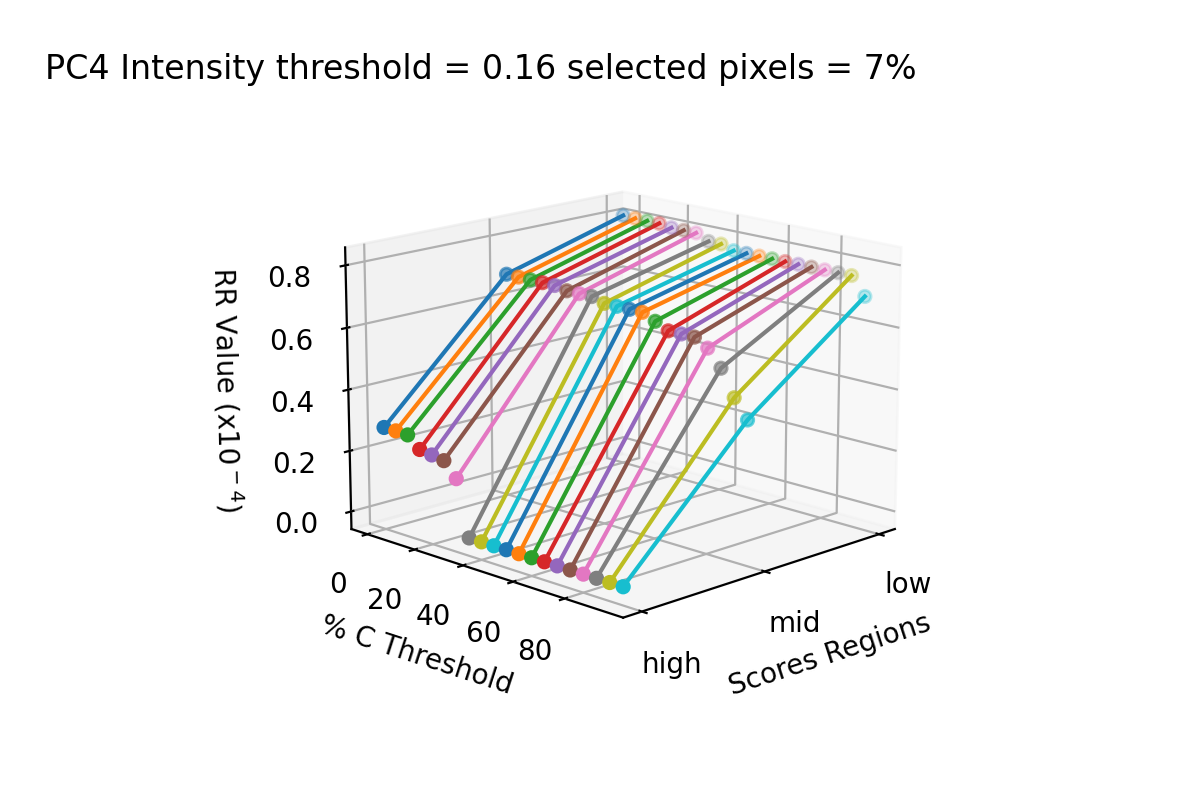 PC4 Intensity threshold = 0.16 selected pixels = 7%
RR Value (x10⁻⁴)
0.8
0.6
0.4
0.2
0.0
0
20
40
60
80
% C Threshold
high
mid
low
Scores Regions